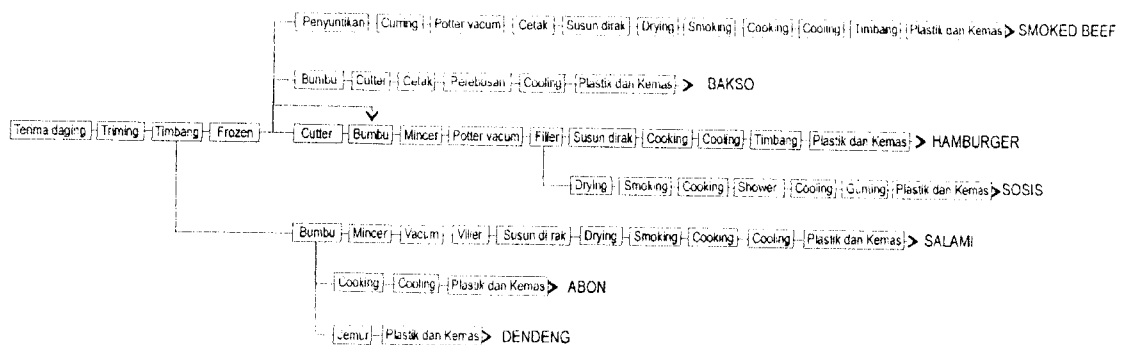 Penyuntikan Curring Potter vacum Cetak Susun dirak Drying Smoking Cooking Cooling Timbang Plastik dan Kemas SMOKED BEEF
Bumbu Cutter Cetak Perebusan Cooling Plastik dan Kemas BAKSO
Terima daging Triming Timbang Frozen Cutter Bumbu Mincer Potter vacum Filler Susun dirak Cooking Cooling Timbang Plastik dan Kemas HAMBURGER
Drying Smoking Cooking Shower Cooling Gunting Plastik dan Kemas SOSIS
Bumbu Mincer Vacum Viller Susun di rak Drying Smoking Cooking Cooling Plastik dan Kemas SALAMI
Cooking Cooling Plastik dan Kemas ABON
Jemur Plastik dan Kemas DENDENG